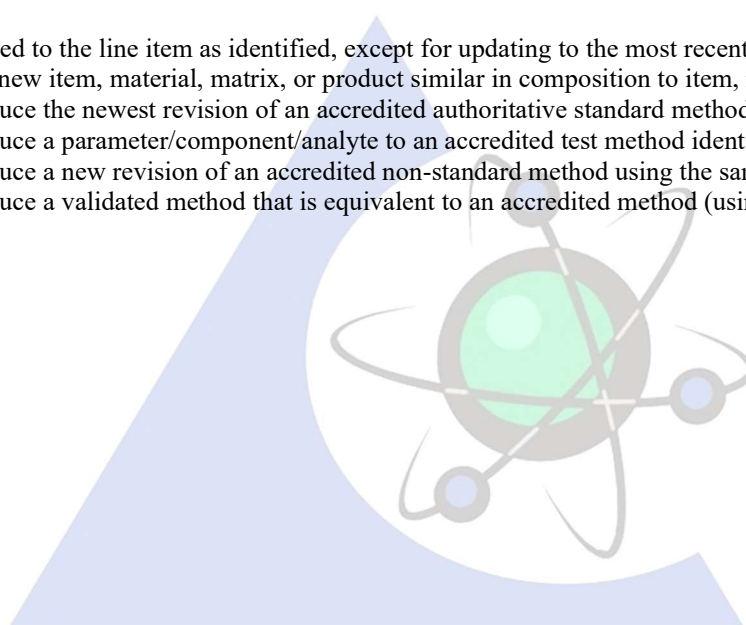 ed to the line item as identified, except for updating to the most recent
new item, material, matrix, or product similar in composition to item,
uce the newest revision of an accredited authoritative standard method
uce a parameter/component/analyte to an accredited test method ident
uce a new revision of an accredited non-standard method using the sar
uce a validated method that is equivalent to an accredited method (usin